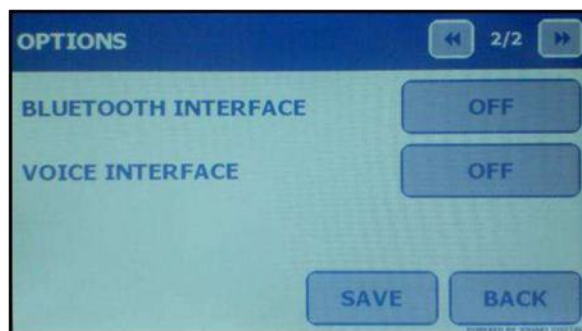 OPTIONS 2/2
BLUETOOTH INTERFACE OFF
VOICE INTERFACE OFF
SAVE BACK